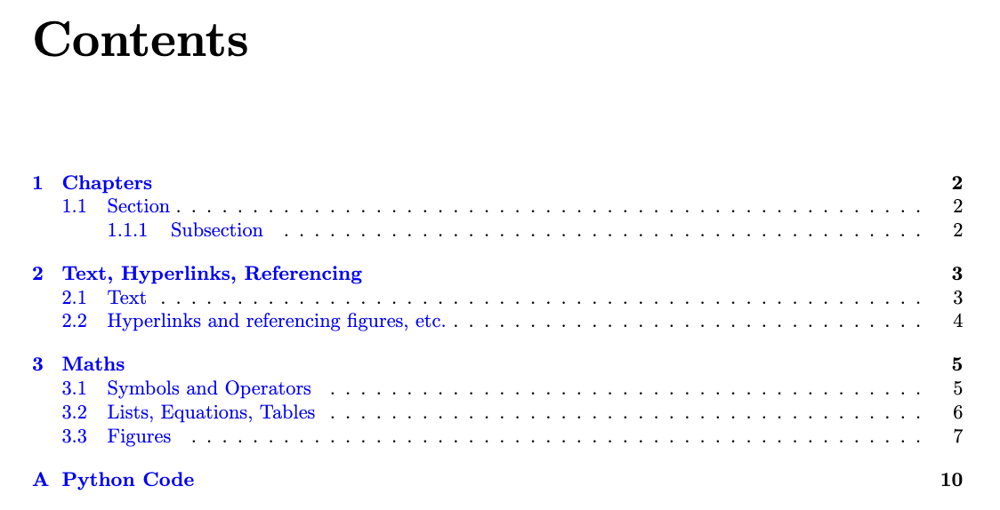 Contents
1 Chapters 2
1.1 Section . . . . . . . . . . . . . . . . . . . . . . . . . . . . . . . . . . . . . . . . . . . . . . . . . 2
1.1.1 Subsection . . . . . . . . . . . . . . . . . . . . . . . . . . . . . . . . . . . . . . . . . . 2
2 Text, Hyperlinks, Referencing 3
2.1 Text . . . . . . . . . . . . . . . . . . . . . . . . . . . . . . . . . . . . . . . . . . . . . . . . . . 3
2.2 Hyperlinks and referencing figures, etc. . . . . . . . . . . . . . . . . . . . . . . . . . . . . . . . 4
3 Maths 5
3.1 Symbols and Operators . . . . . . . . . . . . . . . . . . . . . . . . . . . . . . . . . . . . . . . 5
3.2 Lists, Equations, Tables . . . . . . . . . . . . . . . . . . . . . . . . . . . . . . . . . . . . . . . 6
3.3 Figures . . . . . . . . . . . . . . . . . . . . . . . . . . . . . . . . . . . . . . . . . . . . . . . . 7
A Python Code 10